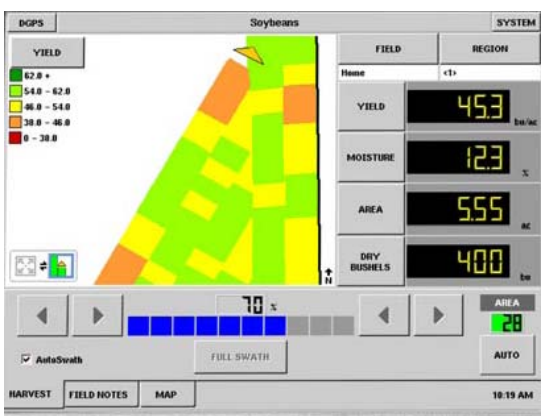 DGPS
Soybeans
SYSTEM
YIELD
62.0 +
54.0 - 62.0
46.0 - 54.0
38.0 - 46.0
0 - 38.0
N
FIELD
REGION
Home
<1>
YIELD
45.3
bu/ac
MOISTURE
12.3
%
AREA
5.55
ac
DRY
BUSHELS
400
bu
70 %
AREA
28
AutoSwath
FULL SWATH
AUTO
HARVEST
FIELD NOTES
MAP
10:19 AM